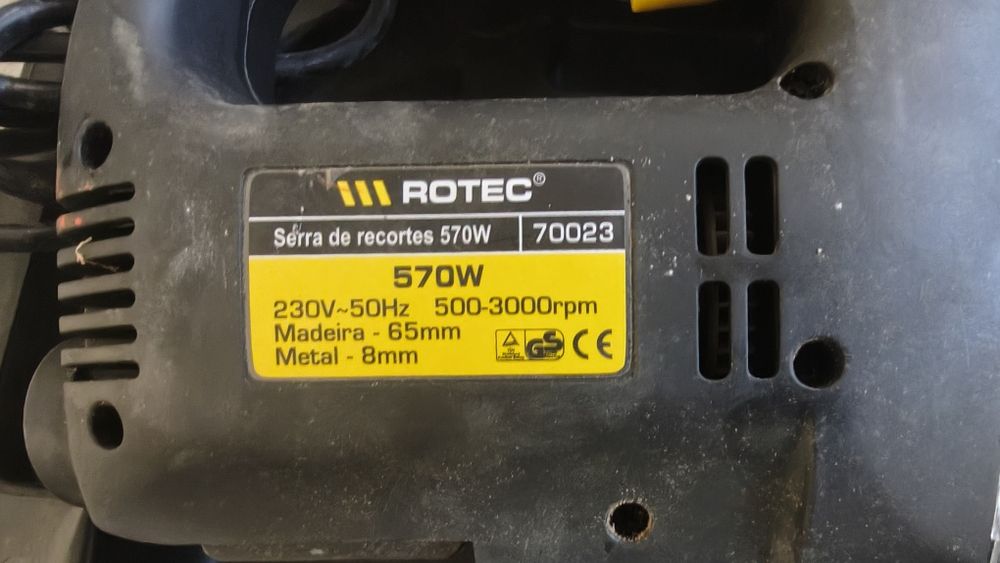 ROTEC®
Serra de recortes 570W 70023
570W
230V~50Hz 500-3000rpm
Madeira - 65mm
Metal - 8mm
GS CE